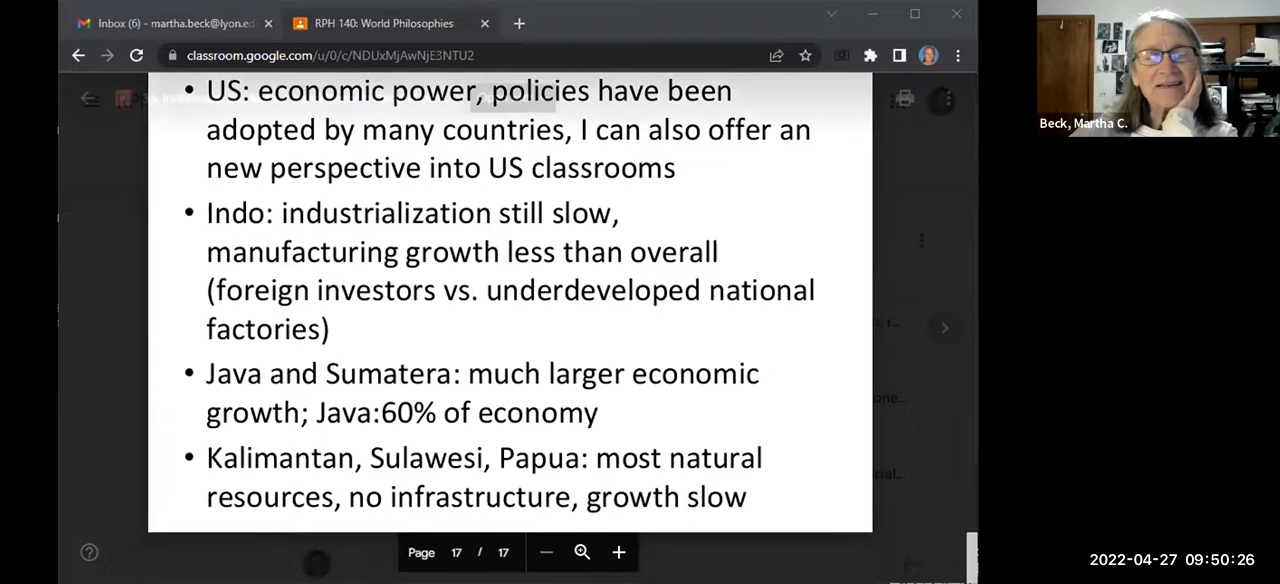 Inbox (6) - martha.beck@lyon.ed
RPH 140: World Philosophies
classroom.google.com/u/0/c/NDUxMjAwNjE3NTU2
• US: economic power, policies have been
adopted by many countries, I can also offer an
new perspective into US classrooms
• Indo: industrialization still slow,
manufacturing growth less than overall
(foreign investors vs. underdeveloped national
factories)
• Java and Sumatera: much larger economic
growth; Java:60% of economy
• Kalimantan, Sulawesi, Papua: most natural
resources, no infrastructure, growth slow
Page 17 / 17
Beck, Martha C.
2022-04-27 09:50:26